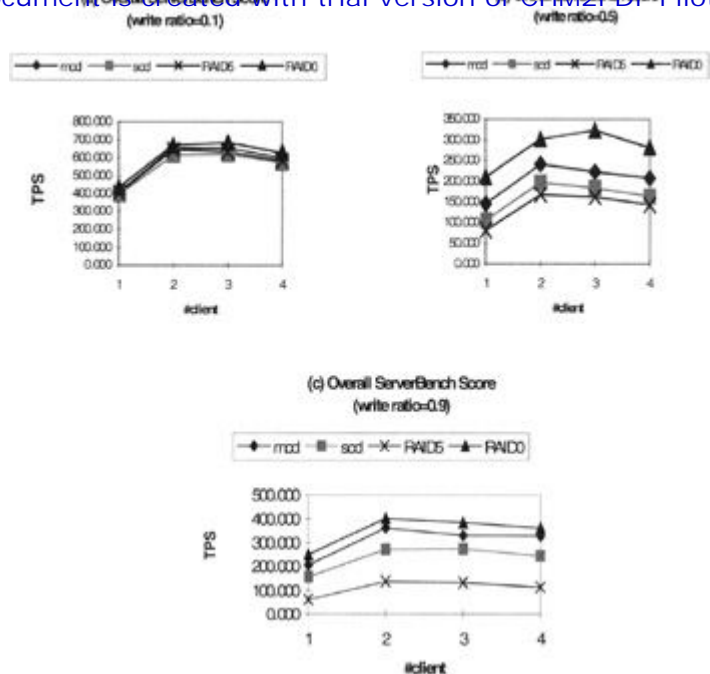 (write ratio=0.1)
mcd scd RAID5 RAID0
800.000
700.000
600.000
500.000
400.000
300.000
200.000
100.000
0.000
TPS
1 2 3 4
#client
(write ratio=0.5)
mcd scd RAID5 RAID0
350.000
300.000
250.000
200.000
150.000
100.000
50.000
0.000
TPS
1 2 3 4
#client
(c) Overall ServerBench Score
(write ratio=0.9)
mcd scd RAID5 RAID0
500.000
400.000
300.000
200.000
100.000
0.000
TPS
1 2 3 4
#client